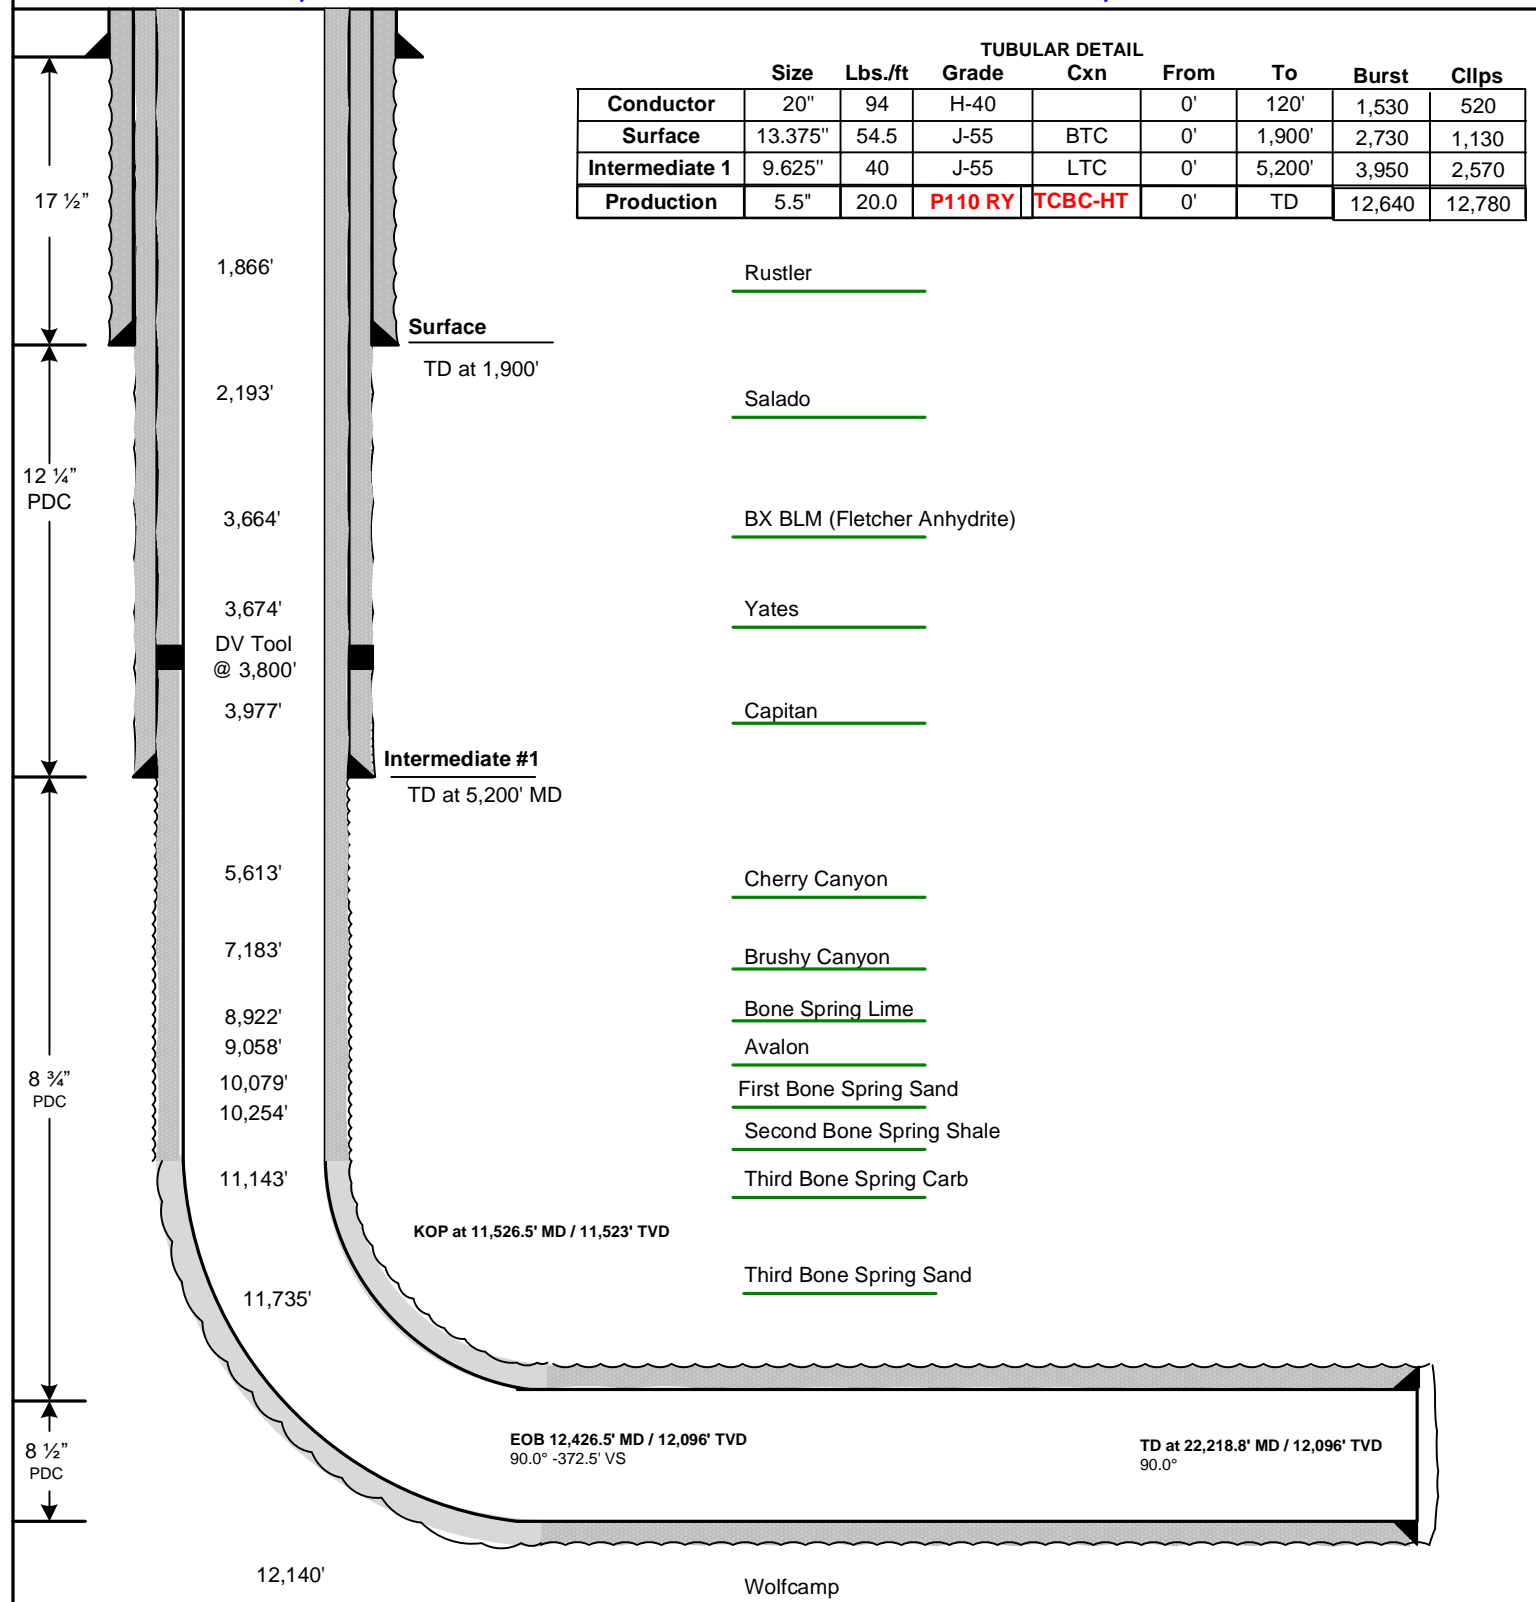 TUBULAR DETAIL
Size Lbs./ft Grade Cxn From To Burst Cllps
Conductor 20" 94 H-40 0' 120' 1,530 520
Surface 13.375" 54.5 J-55 BTC 0' 1,900' 2,730 1,130
Intermediate 1 9.625" 40 J-55 LTC 0' 5,200' 3,950 2,570
Production 5.5" 20.0 P110 RY TCBC-HT 0' TD 12,640 12,780
17 ½”
1,866' Rustler
Surface
TD at 1,900'
2,193' Salado
12 ¼”
PDC
3,664' BX BLM (Fletcher Anhydrite)
3,674' Yates
DV Tool
@ 3,800'
3,977' Capitan
Intermediate #1
TD at 5,200' MD
5,613' Cherry Canyon
7,183' Brushy Canyon
8,922' Bone Spring Lime
9,058' Avalon
8 ¾”
PDC
10,079' First Bone Spring Sand
10,254' Second Bone Spring Shale
11,143' Third Bone Spring Carb
KOP at 11,526.5' MD / 11,523' TVD
11,735' Third Bone Spring Sand
8 ½”
PDC
EOB 12,426.5' MD / 12,096' TVD
90.0° -372.5' VS
TD at 22,218.8' MD / 12,096' TVD
90.0°
12,140' Wolfcamp